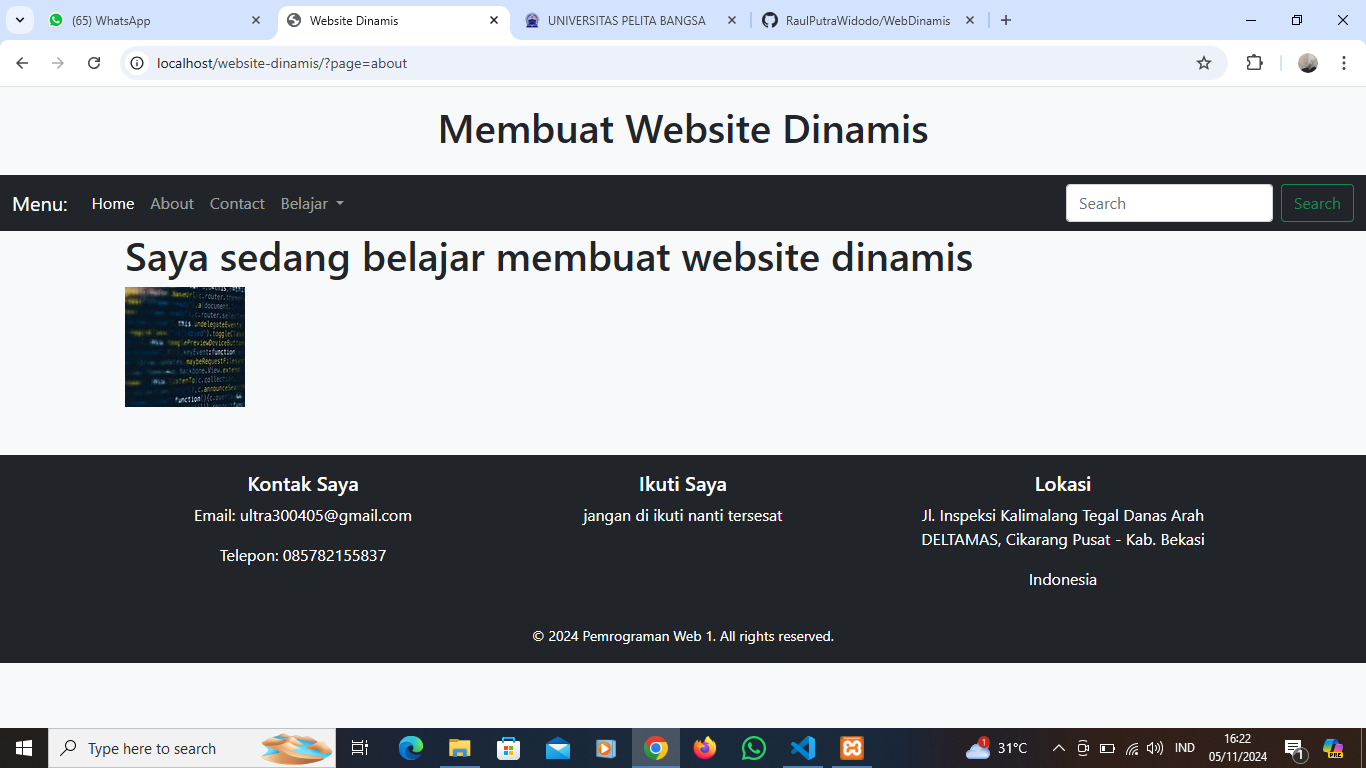 (65) WhatsApp
Website Dinamis
UNIVERSITAS PELITA BANGSA
RaulPutraWidodo/WebDinamis
localhost/website-dinamis/?page=about
Membuat Website Dinamis
Menu: Home About Contact Belajar Search Search
Saya sedang belajar membuat website dinamis
function()
Kontak Saya
Email: ultra300405@gmail.com
Telepon: 085782155837
Ikuti Saya
jangan di ikuti nanti tersesat
Lokasi
Jl. Inspeksi Kalimalang Tegal Danas Arah
DELTAMAS, Cikarang Pusat - Kab. Bekasi
Indonesia
© 2024 Pemrograman Web 1. All rights reserved.
Type here to search
1
31°C
IND
16:22
05/11/2024
1
PRE